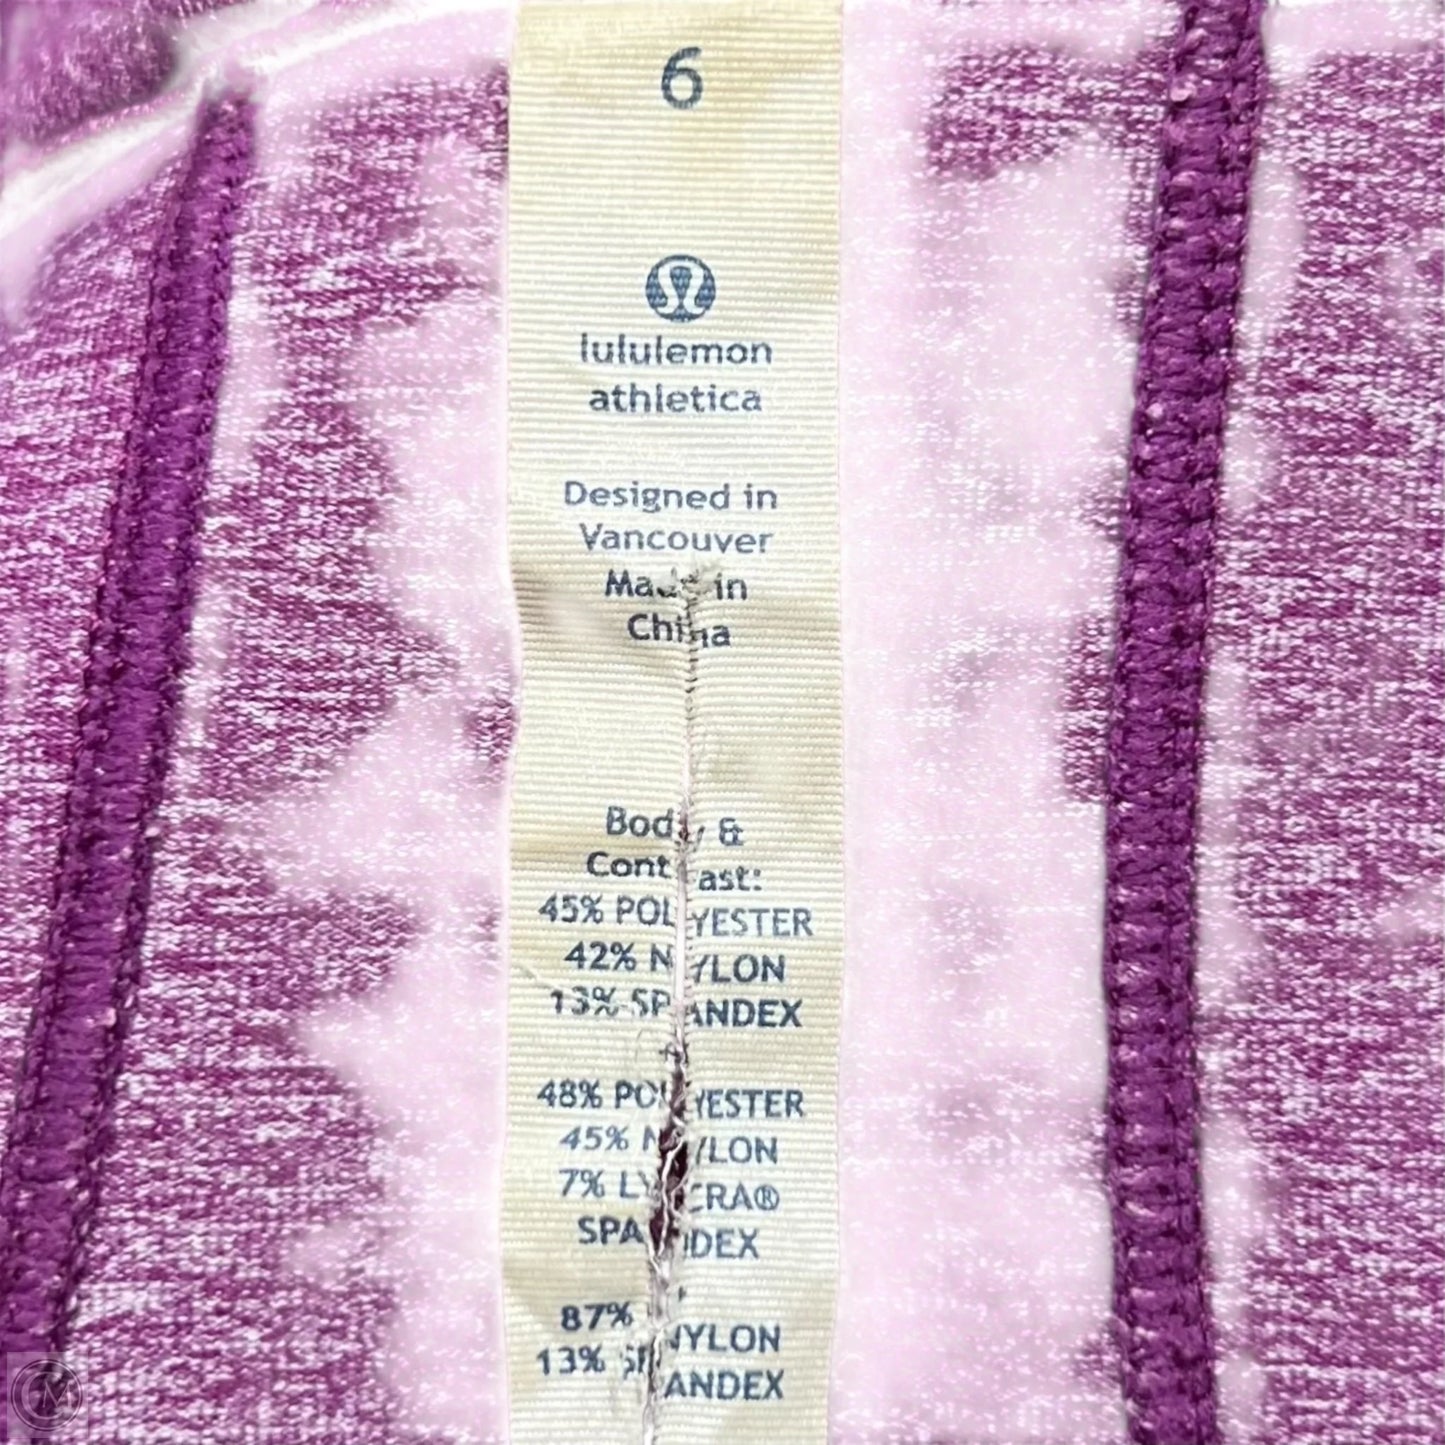 6
lululemon
athletica
Designed in
Vancouver
Made in
China
Body &
Contrast:
45% POLYESTER
42% NYLON
13% SPANDEX
48% POLYESTER
45% NYLON
7% LYCRA®
SPANDEX
87% NYLON
13% SPANDEX
CM